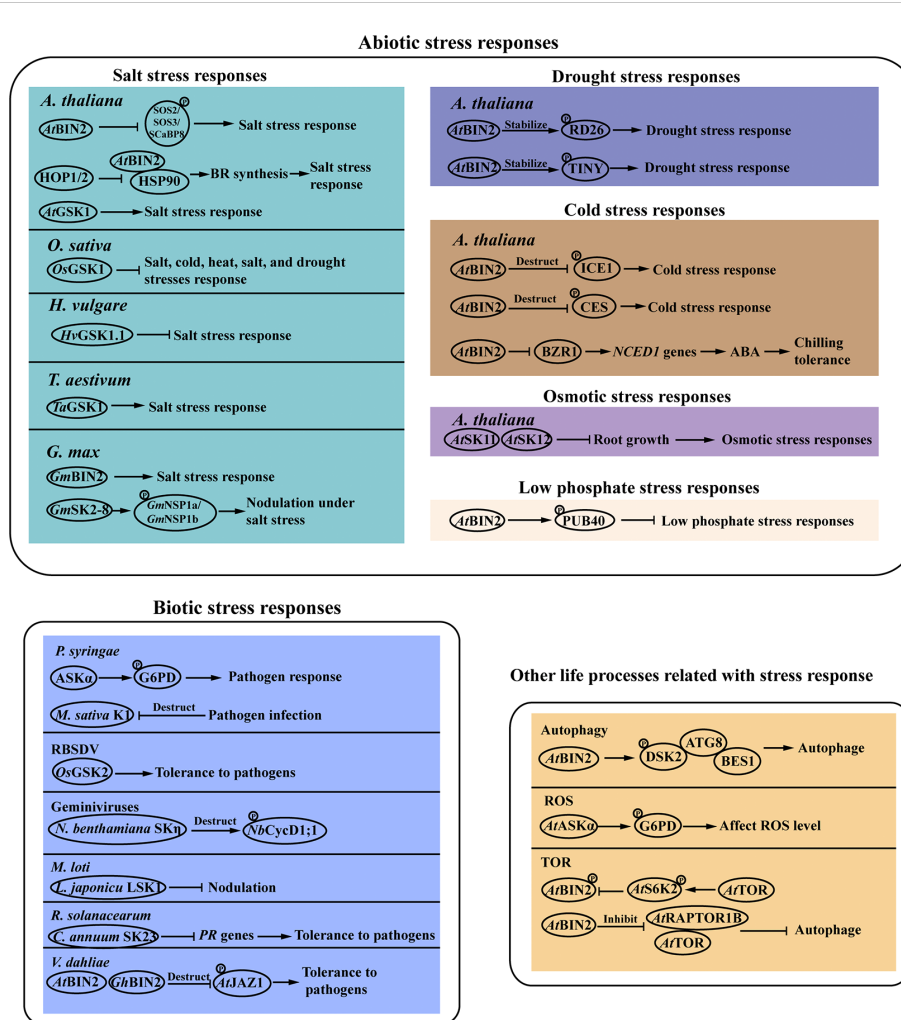 Abiotic stress responses
Salt stress responses
A. thaliana
AtBIN2
P
SOS2/
SOS3/
SCaBP8
Salt stress response
HOP1/2
AtBIN2
HSP90
BR synthesis
Salt stress
response
AtGSK1
Salt stress response
O. sativa
OsGSK1
Salt, cold, heat, salt, and drought
stresses response
H. vulgare
HvGSK1.1
Salt stress response
T. aestivum
TaGSK1
Salt stress response
G. max
GmBIN2
Salt stress response
GmSK2-8
P
GmNSP1a/
GmNSP1b
Nodulation under
salt stress
Drought stress responses
A. thaliana
AtBIN2
Stabilize
P
RD26
Drought stress response
AtBIN2
Stabilize
P
TINY
Drought stress response
Cold stress responses
A. thaliana
AtBIN2
Destruct
P
ICE1
Cold stress response
AtBIN2
Destruct
P
CES
Cold stress response
AtBIN2
BZR1
NCED1 genes
ABA
Chilling
tolerance
Osmotic stress responses
A. thaliana
AtSK11
AtSK12
Root growth
Osmotic stress responses
Low phosphate stress responses
AtBIN2
P
PUB40
Low phosphate stress responses
Biotic stress responses
P. syringae
ASKα
P
G6PD
Pathogen response
M. sativa K1
Destruct
Pathogen infection
RBSDV
OsGSK2
Tolerance to pathogens
Geminiviruses
N. benthamiana SKη
Destruct
P
NbCycD1;1
M. loti
L. japonicu LSK1
Nodulation
R. solanacearum
C. annuum SK23
PR genes
Tolerance to pathogens
V. dahliae
AtBIN2
GhBIN2
Destruct
P
AtJAZ1
Tolerance to
pathogens
Other life processes related with stress response
Autophagy
AtBIN2
P
DSK2
ATG8
BES1
Autophage
ROS
AtASKα
P
G6PD
Affect ROS level
TOR
AtBIN2
P
AtS6K2
P
AtTOR
AtBIN2
Inhibit
AtRAPTOR1B
AtTOR
Autophage